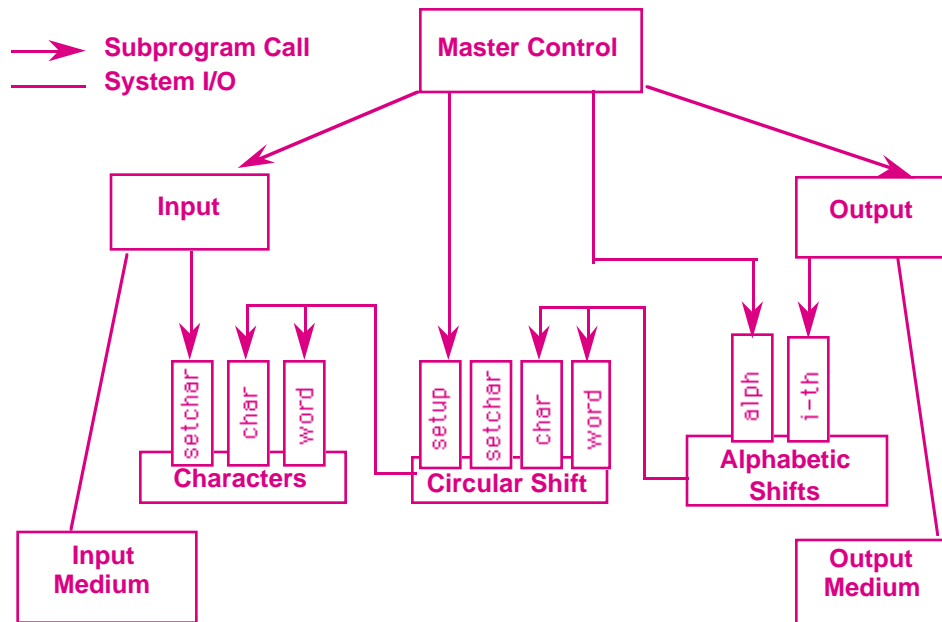 Subprogram Call
System I/O
Master Control
Input
Output
setchar
char
word
setup
setchar
char
word
alph
i-th
Characters
Circular Shift
Alphabetic
Shifts
Input
Medium
Output
Medium